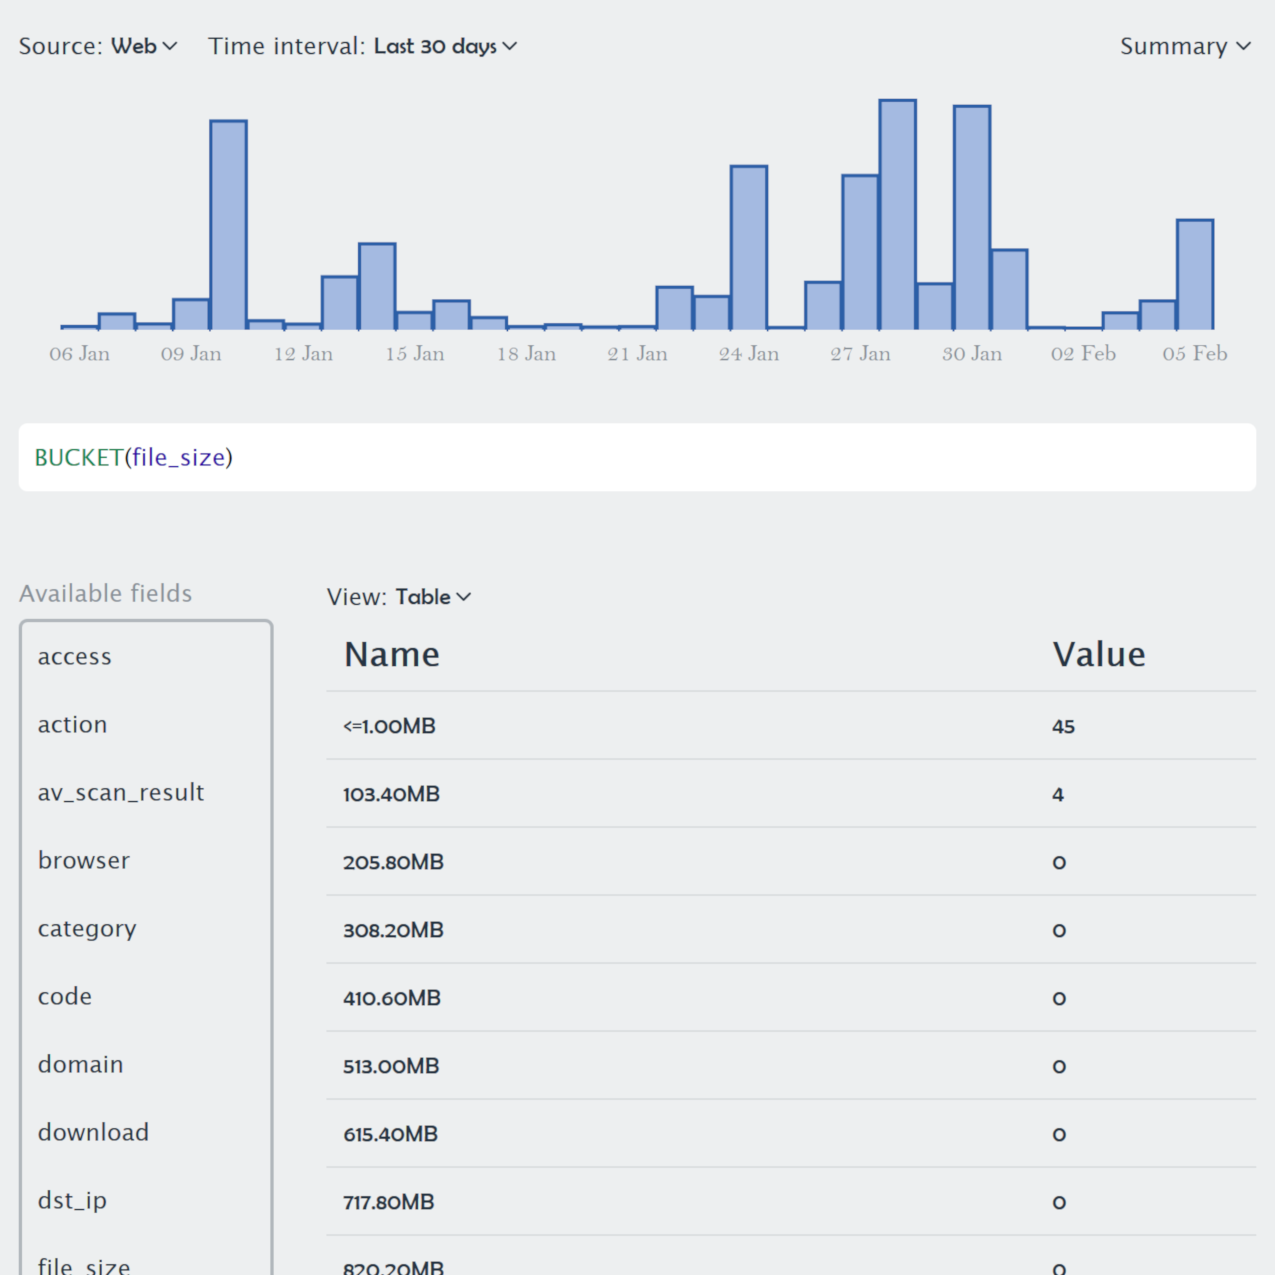 Source: Web Time interval: Last 30 days Summary
06 Jan 09 Jan 12 Jan 15 Jan 18 Jan 21 Jan 24 Jan 27 Jan 30 Jan 02 Feb 05 Feb
BUCKET(file_size)
Available fields
View: Table
access
action
av_scan_result
browser
category
code
domain
download
dst_ip
file_size
Name Value
<=1.00MB 45
103.40MB 4
205.80MB 0
308.20MB 0
410.60MB 0
513.00MB 0
615.40MB 0
717.80MB 0
820.20MB 0